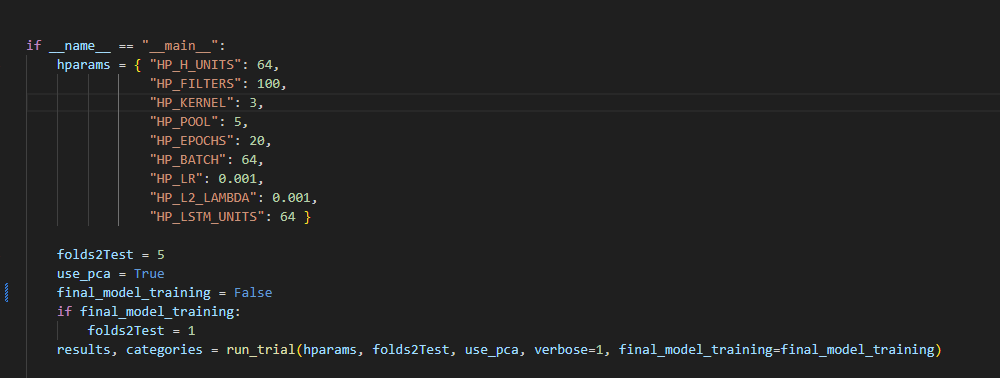 if __name__ == "__main__":
    hparams = { "HP_H_UNITS": 64,
                "HP_FILTERS": 100,
                "HP_KERNEL": 3,
                "HP_POOL": 5,
                "HP_EPOCHS": 20,
                "HP_BATCH": 64,
                "HP_LR": 0.001,
                "HP_L2_LAMBDA": 0.001,
                "HP_LSTM_UNITS": 64 }
    folds2Test = 5
    use_pca = True
    final_model_training = False
    if final_model_training:
        folds2Test = 1
    results, categories = run_trial(hparams, folds2Test, use_pca, verbose=1, final_model_training=final_model_training)